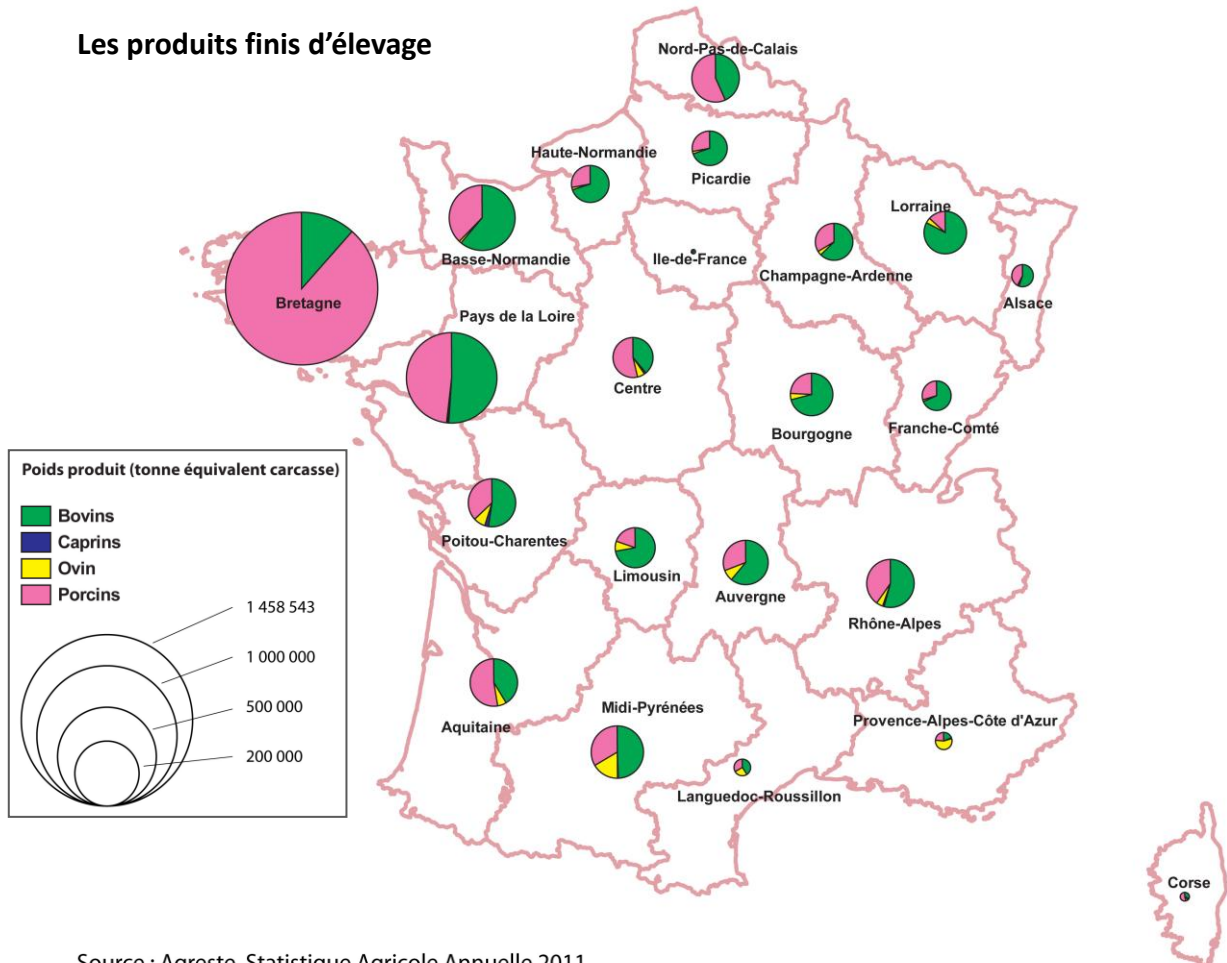 Les produits finis d’élevage
Nord-Pas-de-Calais
Haute-Normandie
Picardie
Lorraine
Basse-Normandie
Ile-de-France
Champagne-Ardenne
Alsace
Bretagne
Pays de la Loire
Centre
Bourgogne
Franche-Comté
Poids produit (tonne équivalent carcasse)
Bovins
Caprins
Ovin
Porcins
1 458 543
1 000 000
500 000
200 000
Poitou-Charentes
Limousin
Auvergne
Rhône-Alpes
Aquitaine
Midi-Pyrénées
Provence-Alpes-Côte d'Azur
Languedoc-Roussillon
Corse
Source : Agreste, Statistique Agricole Annuelle 2011